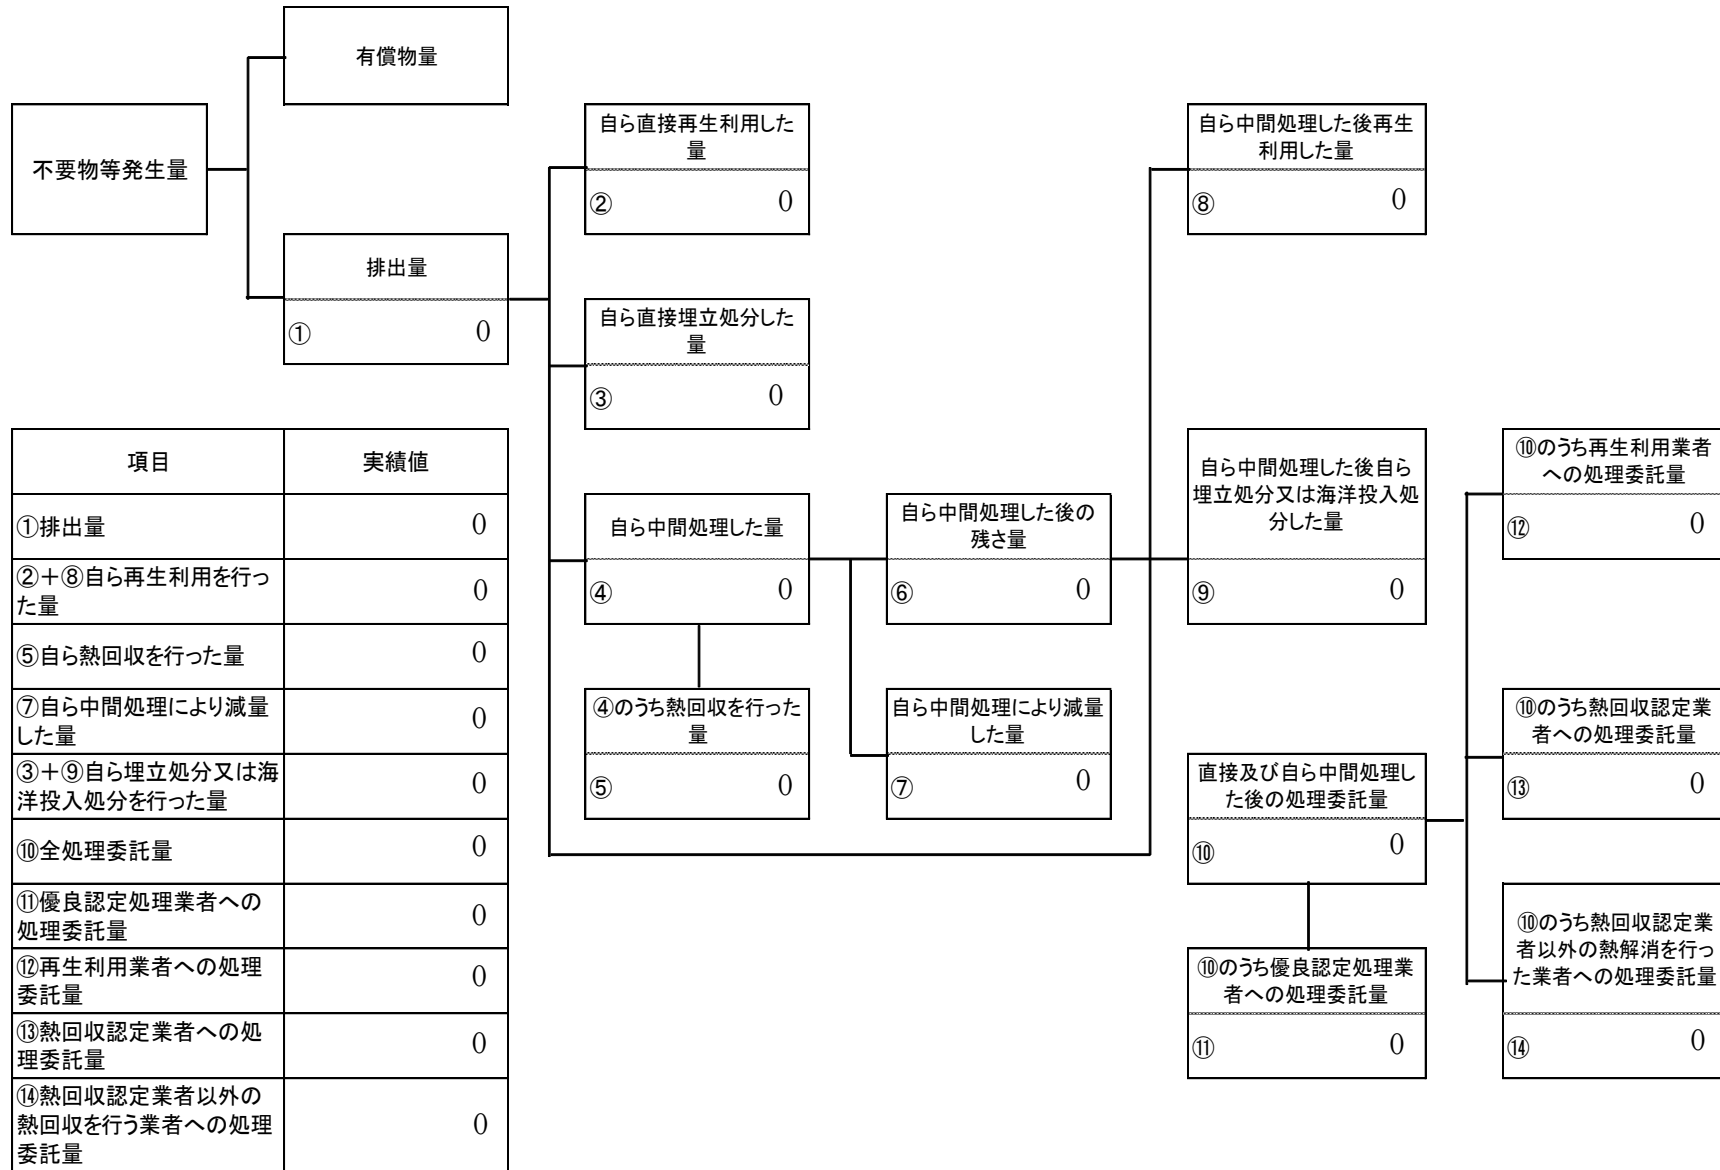 有償物量
不要物等発生量
排出量
① 0
自ら直接再生利用した
量
② 0
自ら直接埋立処分した
量
③ 0
自ら中間処理した量
④ 0
④のうち熱回収を行った
量
⑤ 0
自ら中間処理した後の
残さ量
⑥ 0
自ら中間処理により減量
した量
⑦ 0
自ら中間処理した後再生
利用した量
⑧ 0
自ら中間処理した後自ら
埋立処分又は海洋投入処
分した量
⑨ 0
直接及び自ら中間処理し
た後の処理委託量
⑩ 0
⑩のうち優良認定処理業
者への処理委託量
⑪ 0
⑩のうち再生利用業者
への処理委託量
⑫ 0
⑩のうち熱回収認定業
者への処理委託量
⑬ 0
⑩のうち熱回収認定業
者以外の熱解消を行っ
た業者への処理委託量
⑭ 0
項目 実績値
①排出量 0
②＋⑧自ら再生利用を行っ
た量 0
⑤自ら熱回収を行った量 0
⑦自ら中間処理により減量
した量 0
③＋⑨自ら埋立処分又は海
洋投入処分を行った量 0
⑩全処理委託量 0
⑪優良認定処理業者への
処理委託量 0
⑫再生利用業者への処理
委託量 0
⑬熱回収認定業者への処
理委託量 0
⑭熱回収認定業者以外の
熱回収を行う業者への処理
委託量 0